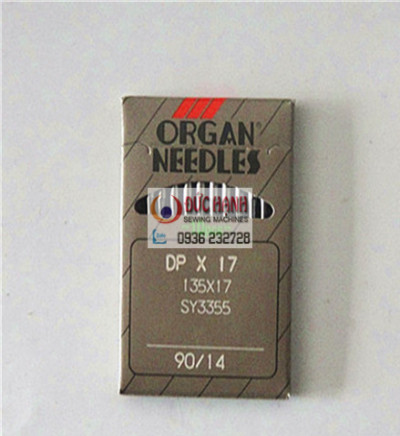 ORGAN®
NEEDLES
ĐỨC HẠNH
SEWING MACHINES
0936 232728
DP X 17
135X17
SY3355
90/14